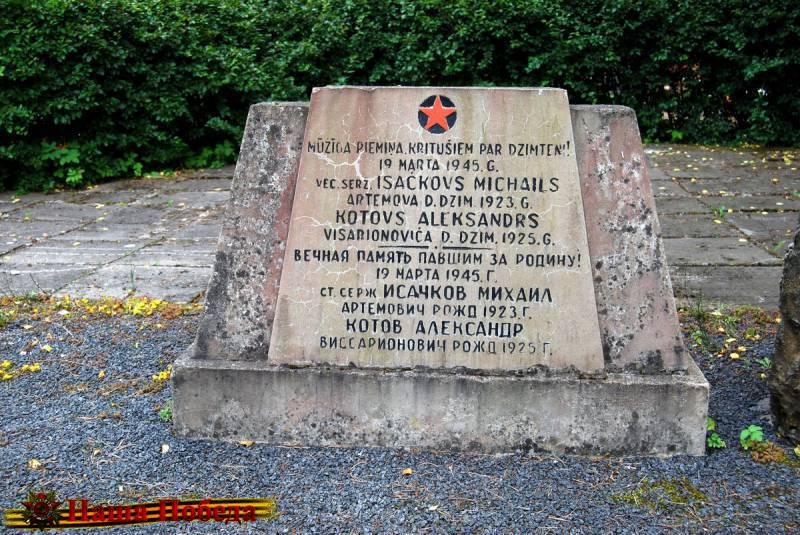 MŪŽĪGA PIEMIŅA, KRITUŠIEM PAR DZIMTENI!
19 MARTA 1945. G.
VEC. SERŽ. ISAČKOVS MICHAILS
ARTEMOVA D. DZIM. 1923. G.
KOTOVS ALEKSANDRS
VISARIONOVIČA D. DZIM. 1925. G.
ВЕЧНАЯ ПАМЯТЬ ПАВШИМ ЗА РОДИНУ!
19 МАРТА 1945. Г.
СТ. СЕРЖ ИСАЧКОВ МИХАИЛ
АРТЕМОВИЧ РОЖД 1923. Г.
КОТОВ АЛЕКСАНДР
ВИССАРИОНОВИЧ РОЖД 1925. Г.
Наша Победа